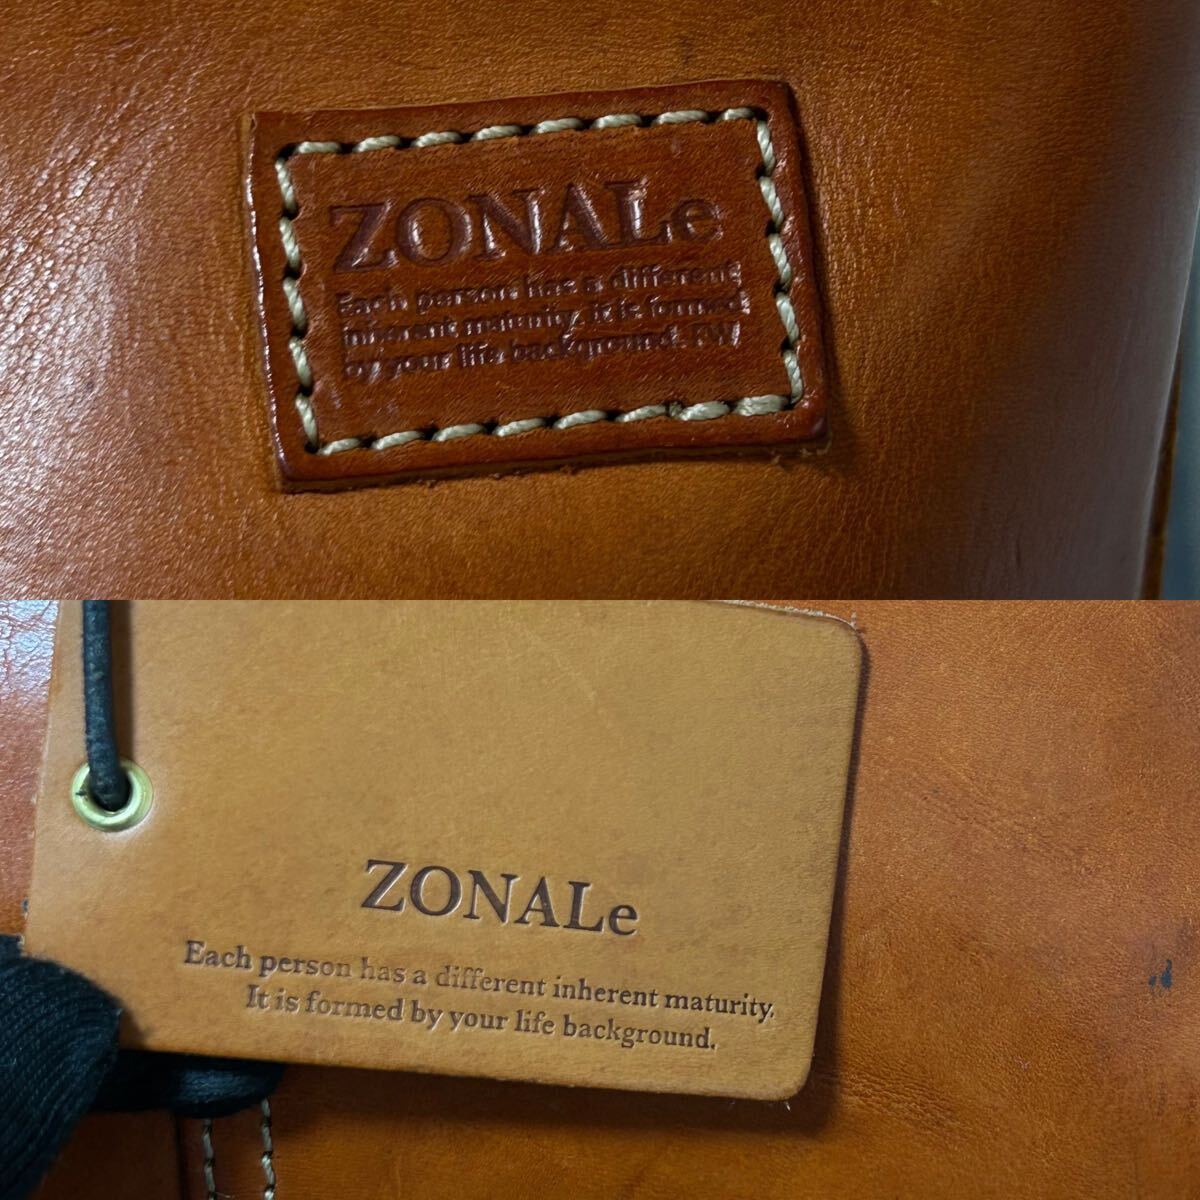 ZONALe
Each person has a different
inherent maturity. it is formed
by your life background. FW
ZONALe
Each person has a different inherent maturity.
It is formed by your life background.